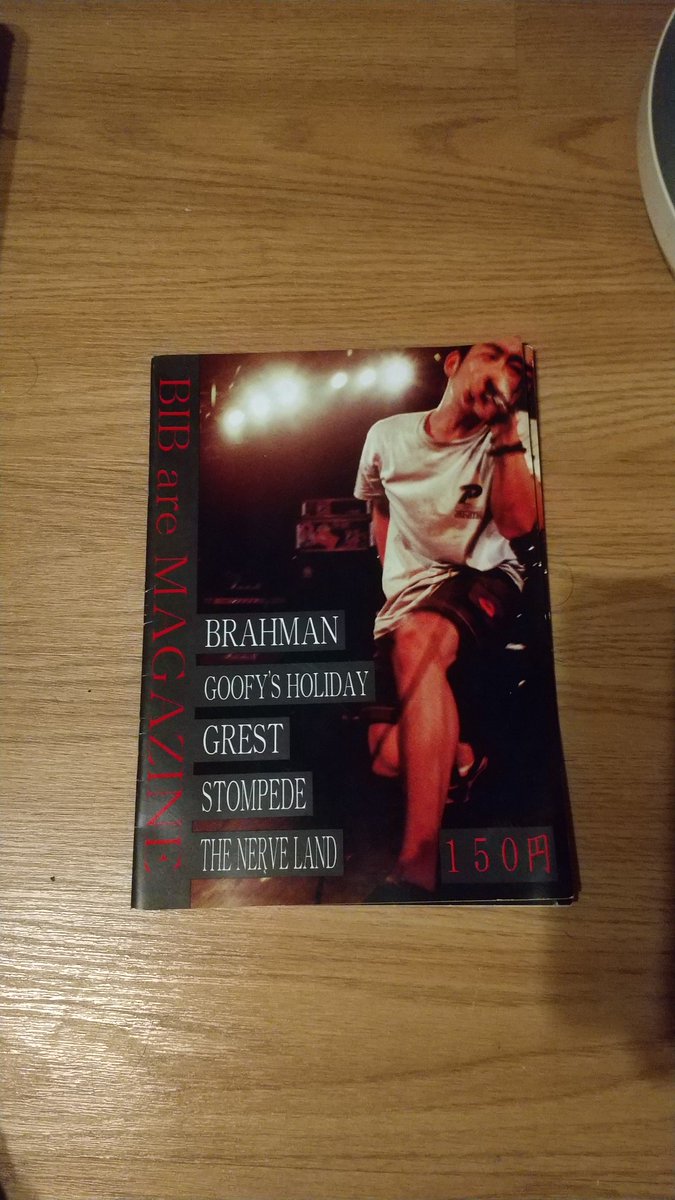 BIB are MAGAZINE
P
BRAHMAN
GOOFY'S HOLIDAY
GREST
STOMPEDE
THE NERVE LAND
150円